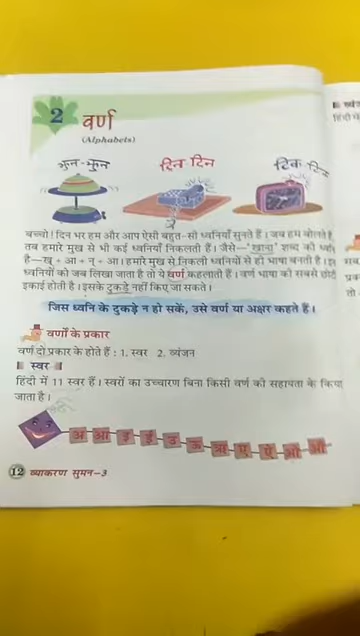 2 वर्ण
(Alphabets)
झुन-झुन
टिन टिन
टिक-टिक
बच्चो ! दिन भर हम और आप ऐसी बहुत-सी ध्वनियाँ सुनते हैं। जब हम बोलते हैं
तब हमारे मुख से भी कई ध्वनियाँ निकलती हैं। जैसे—'खाना' शब्द की ध्वनि
है—ख् + आ + न् + आ। हमारे मुख से निकली ध्वनियों से ही भाषा बनती है। इन
ध्वनियों को जब लिखा जाता है तो ये वर्ण कहलाती हैं। वर्ण भाषा की सबसे छोटी
इकाई होती है। इसके टुकड़े नहीं किए जा सकते।
जिस ध्वनि के टुकड़े न हो सकें, उसे वर्ण या अक्षर कहते हैं।
वर्णों के प्रकार
वर्ण दो प्रकार के होते हैं : 1. स्वर 2. व्यंजन
स्वर
हिंदी में 11 स्वर हैं। स्वरों का उच्चारण बिना किसी वर्ण की सहायता के किया
जाता है।
अ आ इ ई उ ऊ ऋ ए ऐ ओ औ
12 व्याकरण सुमन-3
हिंदी में
सब
तो